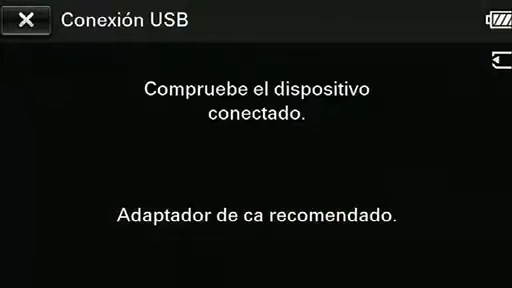 Conexión USB
Compruebe el dispositivo
conectado.
Adaptador de ca recomendado.